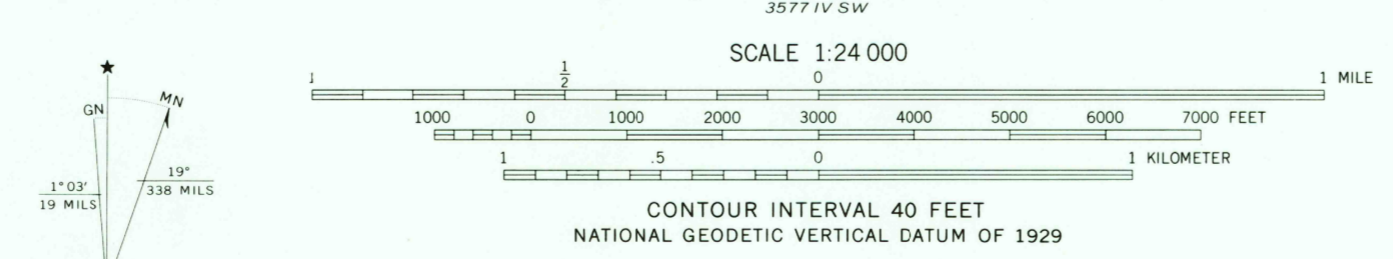 3577 IV SW
SCALE 1:24 000
1 1/2 0 1 MILE
1000 0 1000 2000 3000 4000 5000 6000 7000 FEET
1 .5 0 1 KILOMETER
CONTOUR INTERVAL 40 FEET
NATIONAL GEODETIC VERTICAL DATUM OF 1929
★
GN
MN
1°03′
19 MILS
19°
338 MILS